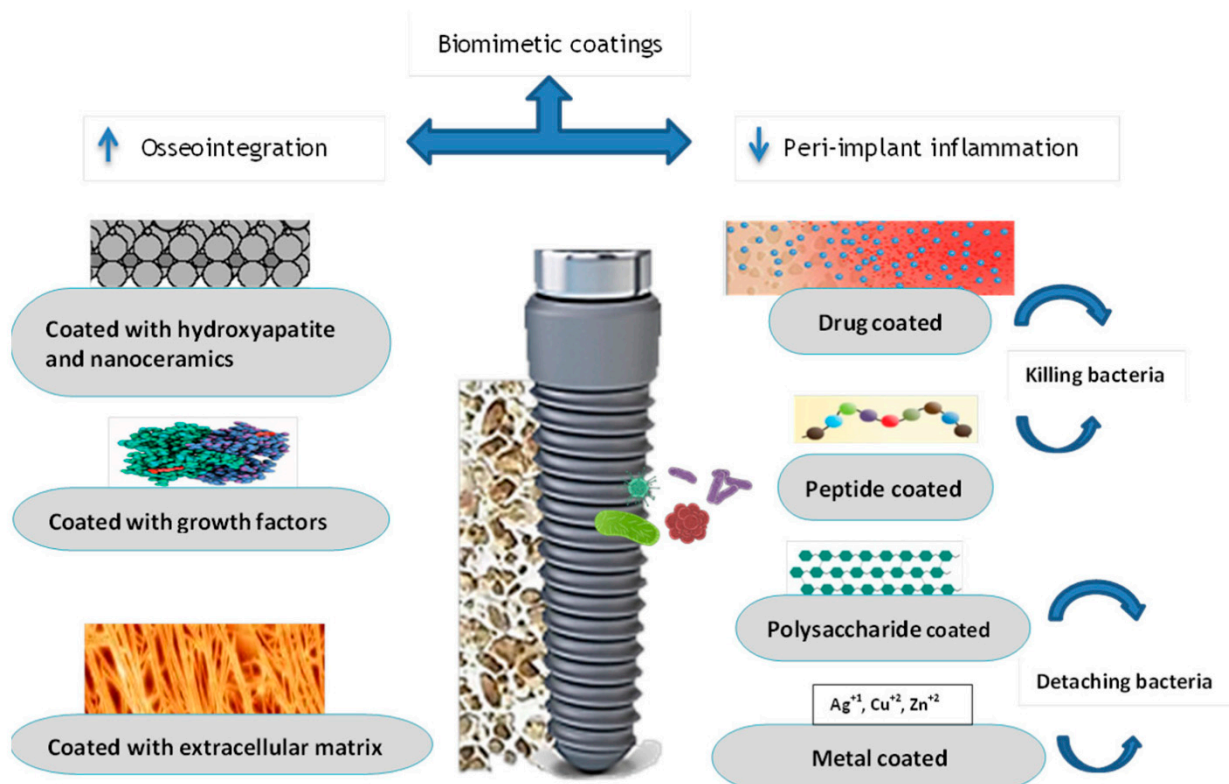 Biomimetic coatings
Osseointegration
Peri-implant inflammation
Coated with hydroxyapatite
and nanoceramics
Coated with growth factors
Coated with extracellular matrix
Drug coated
Killing bacteria
Peptide coated
Polysaccharide coated
Detaching bacteria
Ag⁺¹, Cu⁺², Zn⁺²
Metal coated